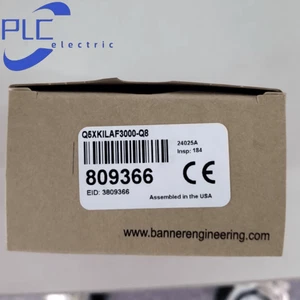 PLC
electric
Q5XKILAF3000-Q8
24025A
Insp: 184
809366
CE
EID: 3809366
Assembled in the USA
www.bannerengineering.com